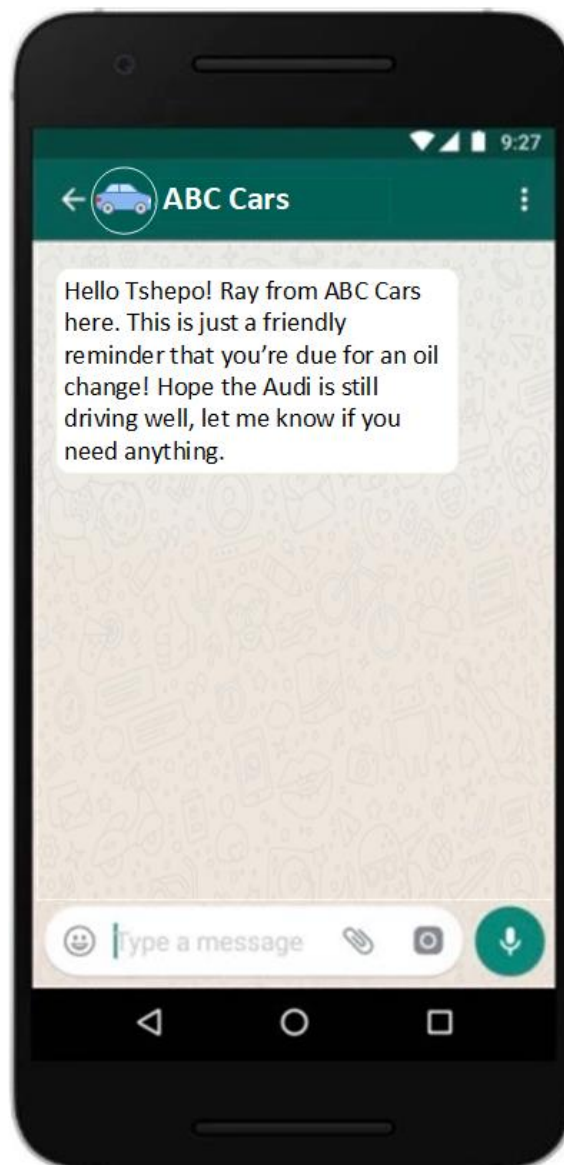 9:27
ABC Cars
Hello Tshepo! Ray from ABC Cars
here. This is just a friendly
reminder that you’re due for an oil
change! Hope the Audi is still
driving well, let me know if you
need anything.
Type a message